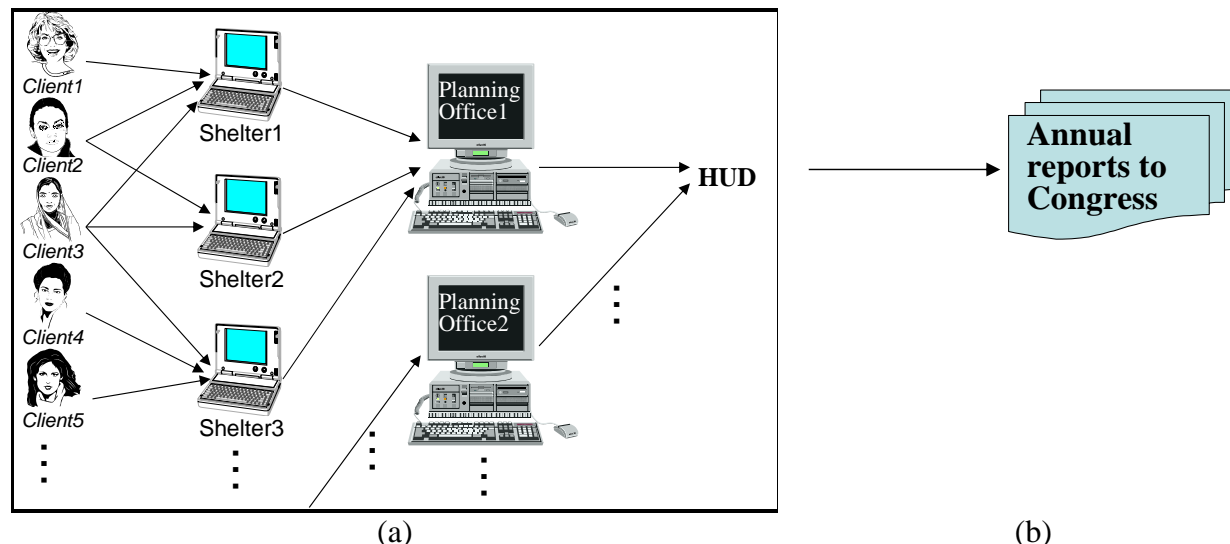 Client1
Client2
Client3
Client4
Client5
Shelter1
Shelter2
Shelter3
Planning
Office1
Planning
Office2
HUD
Annual
reports to
Congress
(a)
(b)